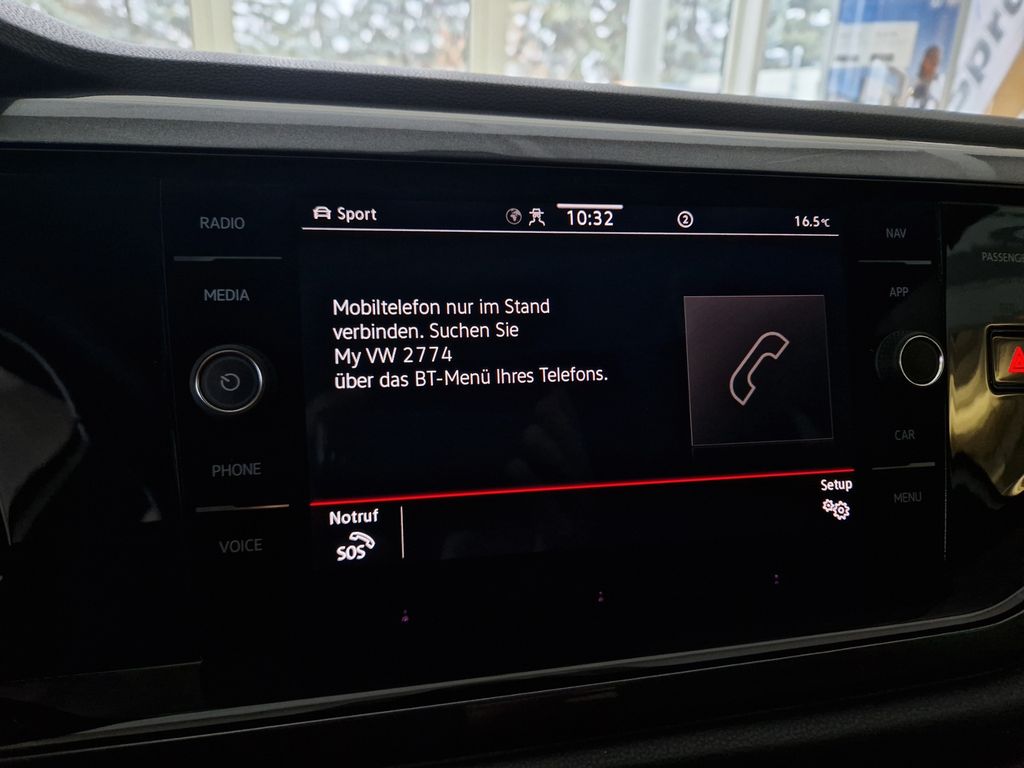 Sport
10:32
2
16.5°C
RADIO
MEDIA
PHONE
VOICE
Mobiltelefon nur im Stand
verbinden. Suchen Sie
My VW 2774
über das BT-Menü Ihres Telefons.
Notruf
SOS
Setup
NAV
APP
CAR
MENU